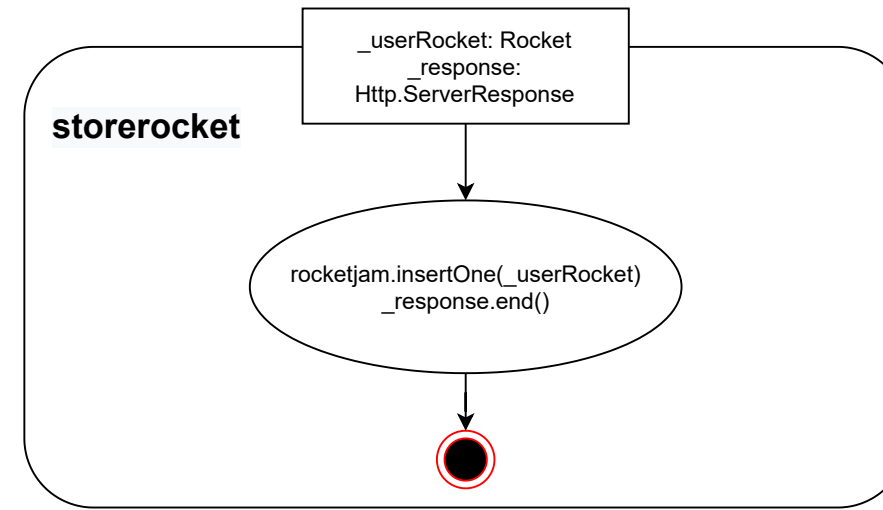 _userRocket: Rocket
_response:
Http.ServerResponse
storerocket
rocketjam.insertOne(_userRocket)
_response.end()